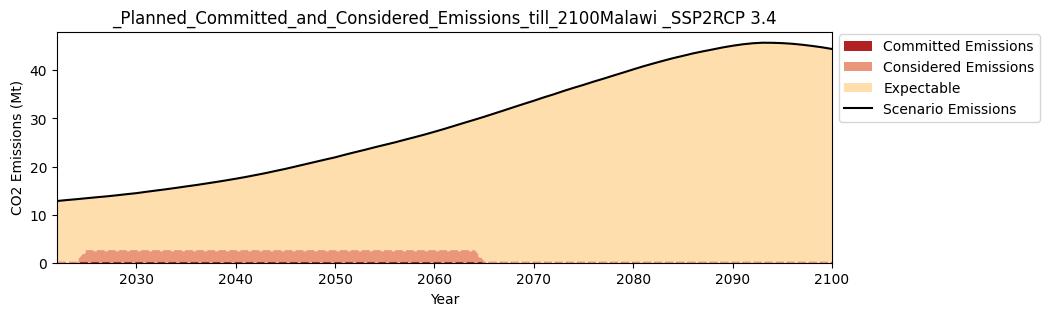 _Planned_Committed_and_Considered_Emissions_till_2100Malawi _SSP2RCP 3.4
CO2 Emissions (Mt)
40
30
20
10
0
2030 2040 2050 2060 2070 2080 2090 2100
Year
Committed Emissions
Considered Emissions
Expectable
Scenario Emissions